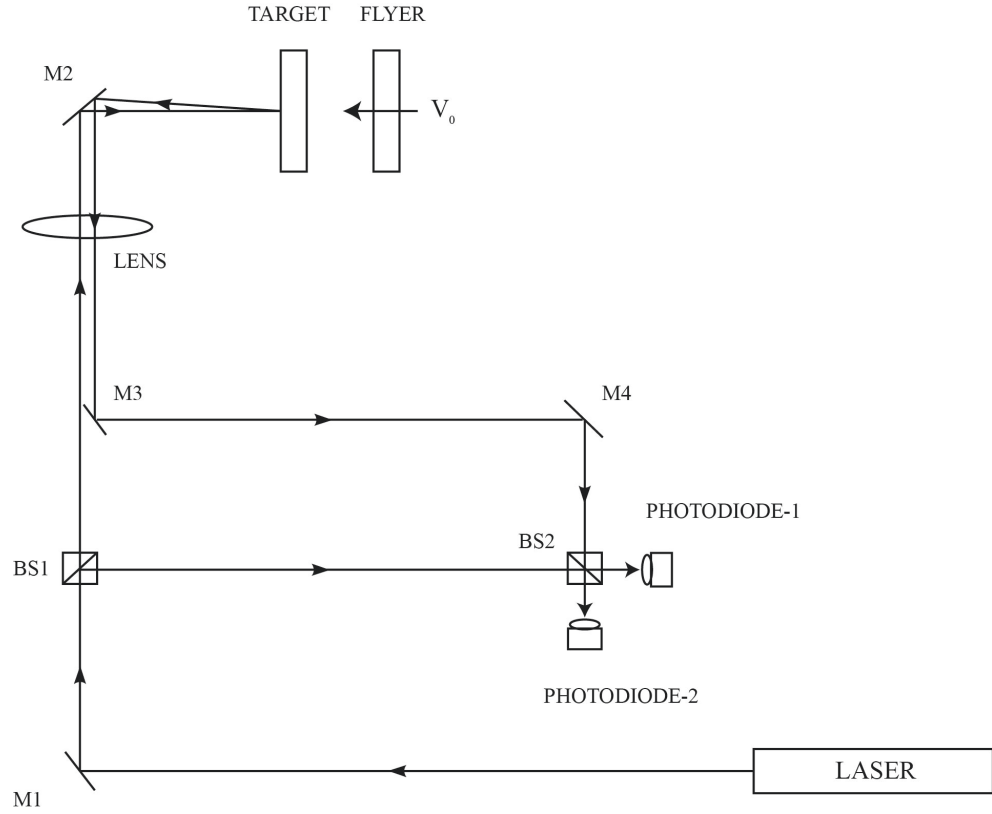 TARGET FLYER
M2
V₀
LENS
M3 M4
PHOTODIODE-1
BS2
BS1
PHOTODIODE-2
LASER
M1